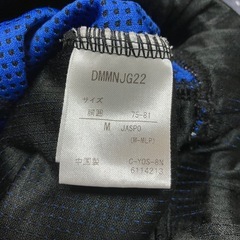 DMMNJG22
サイズ
胴囲 75-81
M JASPO
(M-MLP)
中国製 C-YDS-BN
6114213